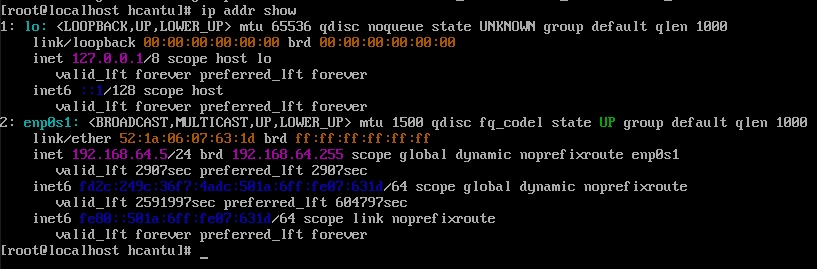 [root@localhost hcantu]# ip addr show
1: lo: <LOOPBACK,UP,LOWER_UP> mtu 65536 qdisc noqueue state UNKNOWN group default qlen 1000
    link/loopback 00:00:00:00:00:00 brd 00:00:00:00:00:00
    inet 127.0.0.1/8 scope host lo
       valid_lft forever preferred_lft forever
    inet6 ::1/128 scope host
       valid_lft forever preferred_lft forever
2: enp0s1: <BROADCAST,MULTICAST,UP,LOWER_UP> mtu 1500 qdisc fq_codel state UP group default qlen 1000
    link/ether 52:1a:06:07:63:1d brd ff:ff:ff:ff:ff:ff
    inet 192.168.64.5/24 brd 192.168.64.255 scope global dynamic noprefixroute enp0s1
       valid_lft 2907sec preferred_lft 2907sec
    inet6 fd2c:249c:36f7:4adc:501a:6ff:fe07:631d/64 scope global dynamic noprefixroute
       valid_lft 2591997sec preferred_lft 604797sec
    inet6 fe80::501a:6ff:fe07:631d/64 scope link noprefixroute
       valid_lft forever preferred_lft forever
[root@localhost hcantu]# _